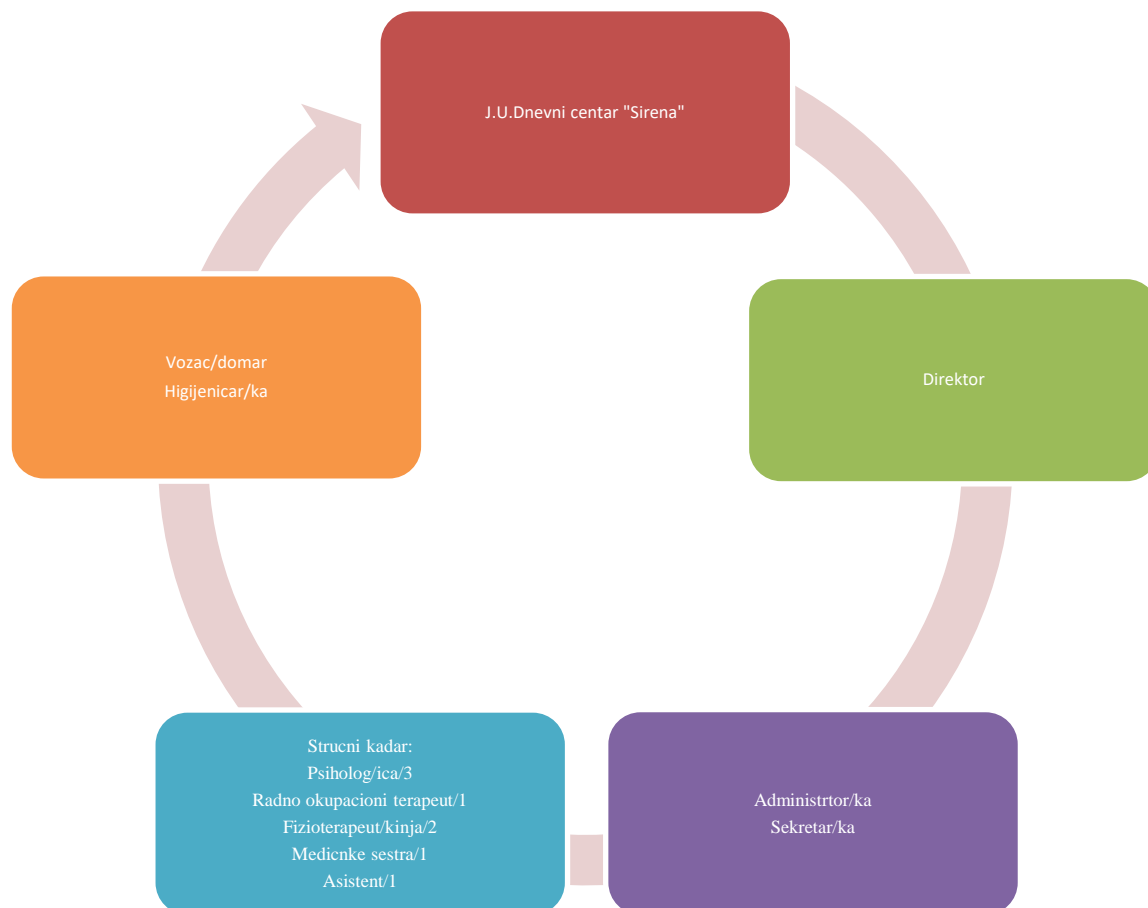 J.U.Dnevni centar "Sirena"
Direktor
Administrtor/ka
Sekretar/ka
Strucni kadar:
Psiholog/ica/3
Radno okupacioni terapeut/1
Fizioterapeut/kinja/2
Medicnke sestra/1
Asistent/1
Vozac/domar
Higijenicar/ka